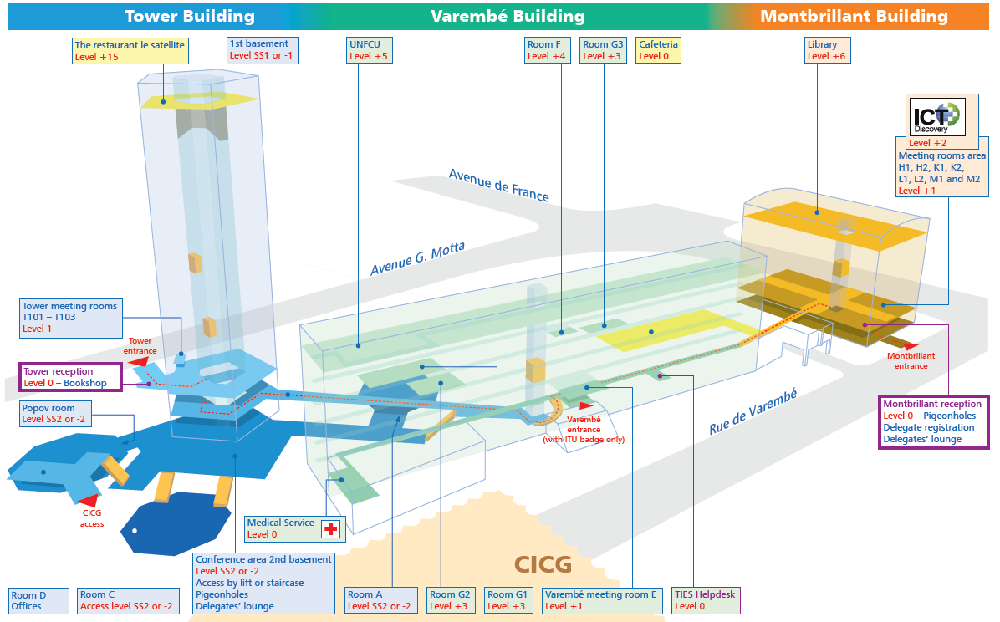 Tower Building
Varembé Building
Montbrillant Building
The restaurant le satellite
Level +15
1st basement
Level SS1 or -1
UNFCU
Level +5
Room F
Level +4
Room G3
Level +3
Cafeteria
Level 0
Library
Level +6
ICT
Discovery
Level +2
Meeting rooms area
H1, H2, K1, K2,
L1, L2, M1 and M2
Level +1
Avenue de France
Avenue G. Motta
Tower meeting rooms
T101 – T103
Level 1
Tower
entrance
Tower reception
Level 0 – Bookshop
Popov room
Level SS2 or -2
Montbrillant
entrance
Montbrillant reception
Level 0 – Pigeonholes
Delegate registration
Delegates' lounge
Rue de Varembé
Varembé
entrance
(with ITU badge only)
CICG
access
Medical Service
Level 0
CICG
Room D
Offices
Room C
Access level SS2 or -2
Conference area 2nd basement
Level SS2 or -2
Access by lift or staircase
Pigeonholes
Delegates' lounge
Room A
Level SS2 or -2
Room G2
Level +3
Room G1
Level +3
Varembé meeting room E
Level +1
TIES Helpdesk
Level 0